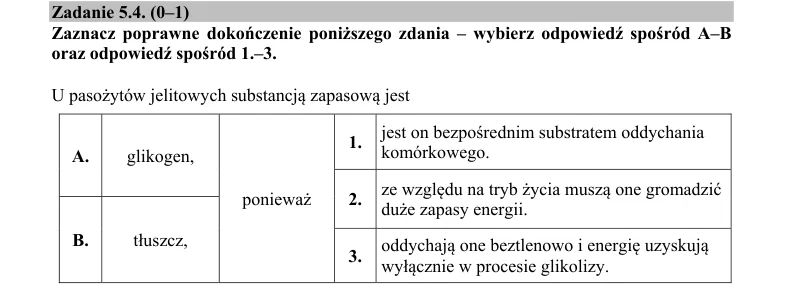 Zadanie 5.4. (0–1)
Zaznacz poprawne dokończenie poniższego zdania – wybierz odpowiedź spośród A–B
oraz odpowiedź spośród 1.–3.
U pasożytów jelitowych substancją zapasową jest
A.
glikogen,
B.
tłuszcz,
ponieważ
1.
jest on bezpośrednim substratem oddychania
komórkowego.
2.
ze względu na tryb życia muszą one gromadzić
duże zapasy energii.
3.
oddychają one beztlenowo i energię uzyskują
wyłącznie w procesie glikolizy.